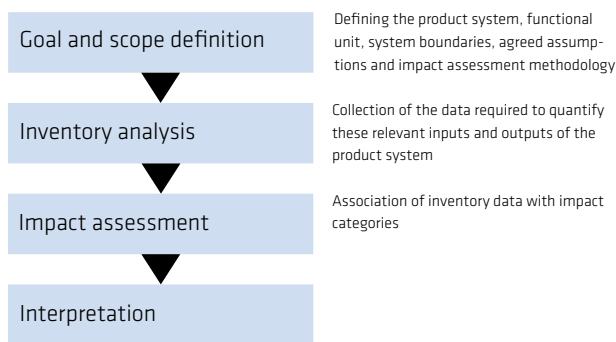 Goal and scope definition
Defining the product system, functional
unit, system boundaries, agreed assump-
tions and impact assessment methodology
Inventory analysis
Collection of the data required to quantify
these relevant inputs and outputs of the
product system
Impact assessment
Association of inventory data with impact
categories
Interpretation